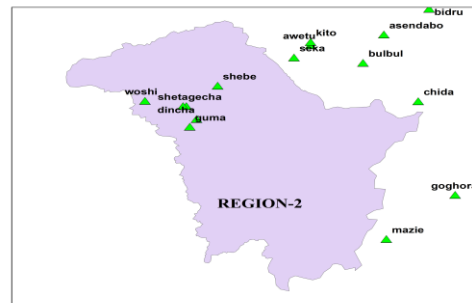 bidru
asendabo
awetu kito
seka
bulbul
shebe
woshi
chida
shetagecha
dincha
guma
goghora
REGION-2
mazie